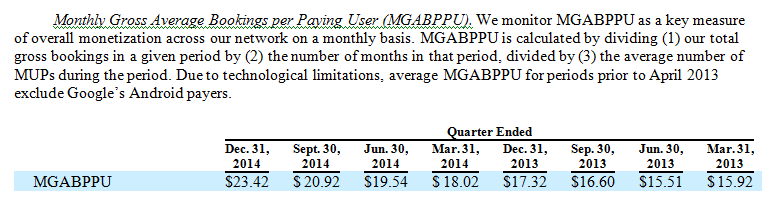 Monthly Gross Average Bookings per Paying User (MGABPPU). We monitor MGABPPU as a key measure
of overall monetization across our network on a monthly basis. MGABPPU is calculated by dividing (1) our total
gross bookings in a given period by (2) the number of months in that period, divided by (3) the average number of
MUPs during the period. Due to technological limitations, average MGABPPU for periods prior to April 2013
exclude Google's Android payers.
Quarter Ended
Dec. 31, Sept. 30, Jun. 30, Mar. 31, Dec. 31, Sep. 30, Jun. 30, Mar. 31,
2014 2014 2014 2014 2013 2013 2013 2013
MGABPPU $23.42 $ 20.92 $19.54 $ 18.02 $17.32 $16.60 $15.51 $15.92